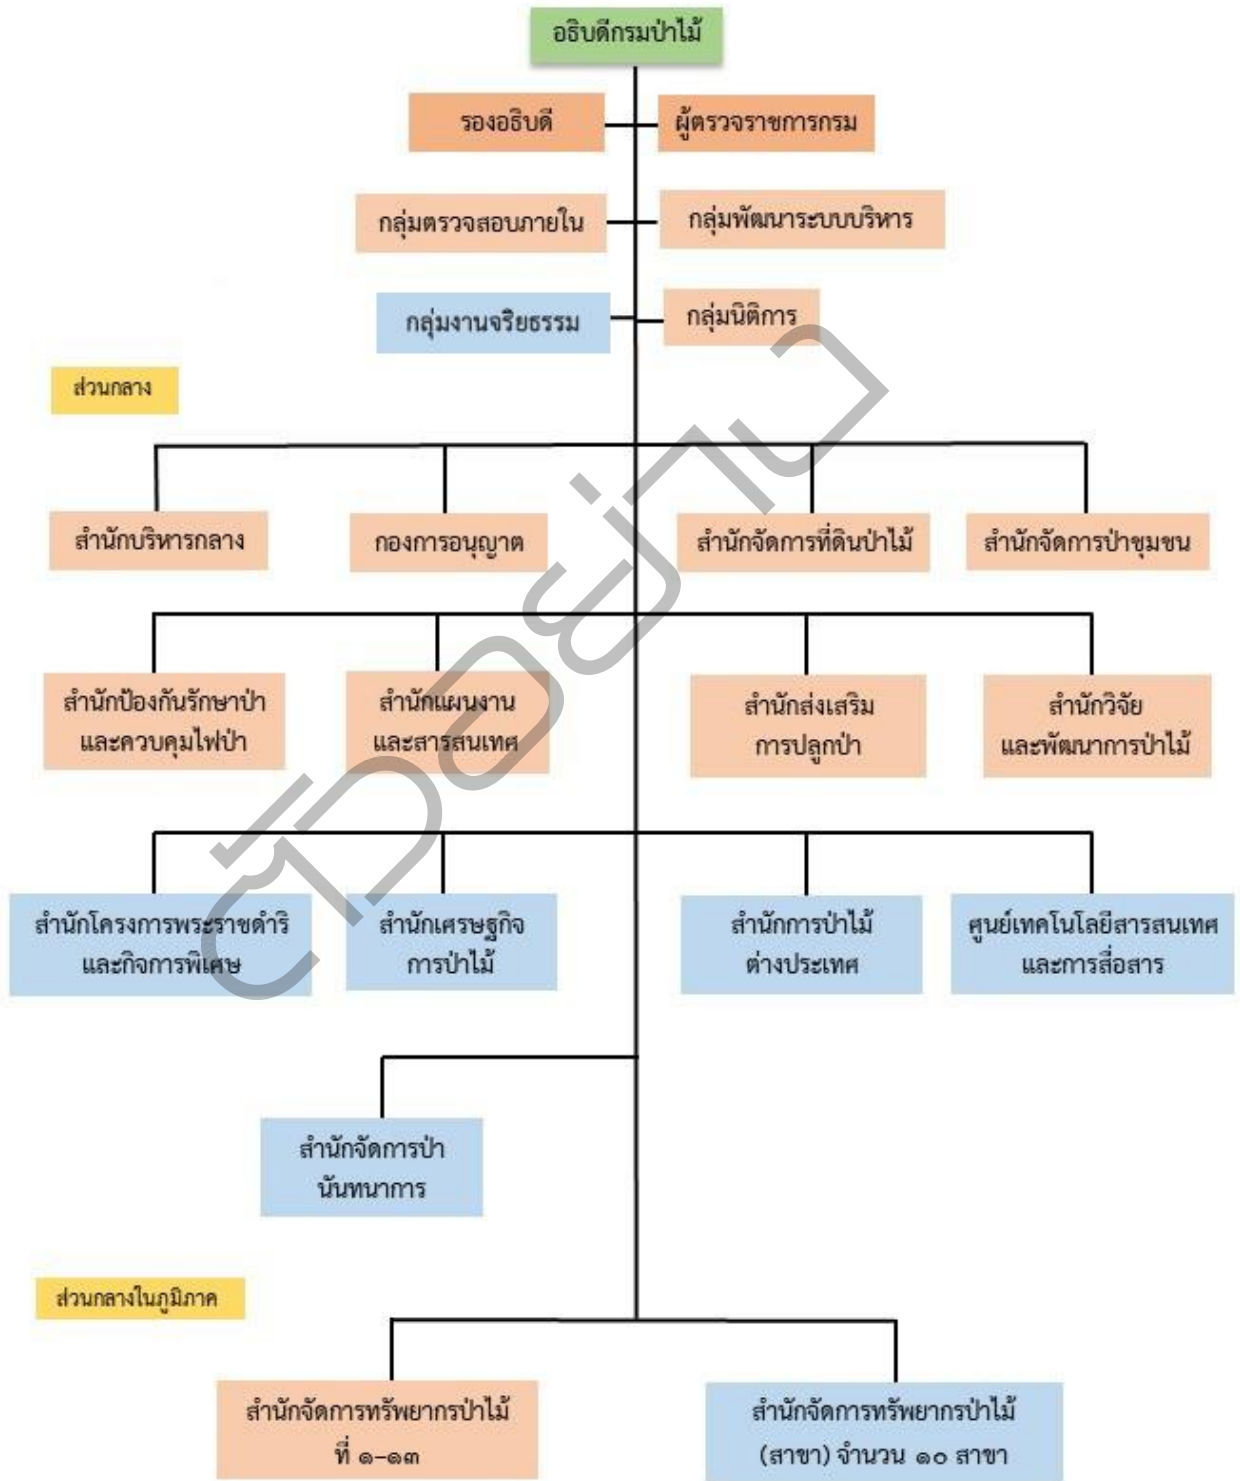 อธิบดีกรมป่าไม้
รองอธิบดี
ผู้ตรวจราชการกรม
กลุ่มตรวจสอบภายใน
กลุ่มพัฒนาระบบบริหาร
กลุ่มงานจริยธรรม
กลุ่มนิติการ
ส่วนกลาง
สำนักบริหารกลาง
กองการอนุญาต
สำนักจัดการที่ดินป่าไม้
สำนักจัดการป่าชุมชน
สำนักป้องกันรักษาป่า
และควบคุมไฟป่า
สำนักแผนงาน
และสารสนเทศ
สำนักส่งเสริม
การปลูกป่า
สำนักวิจัย
และพัฒนาการป่าไม้
สำนักโครงการพระราชดำริ
และกิจการพิเศษ
สำนักเศรษฐกิจ
การป่าไม้
สำนักการป่าไม้
ต่างประเทศ
ศูนย์เทคโนโลยีสารสนเทศ
และการสื่อสาร
สำนักจัดการป่า
นันทนาการ
ส่วนกลางในภูมิภาค
สำนักจัดการทรัพยากรป่าไม้
ที่ ๑-๑๓
สำนักจัดการทรัพยากรป่าไม้
(สาขา) จำนวน ๑๐ สาขา
ตัวอย่าง